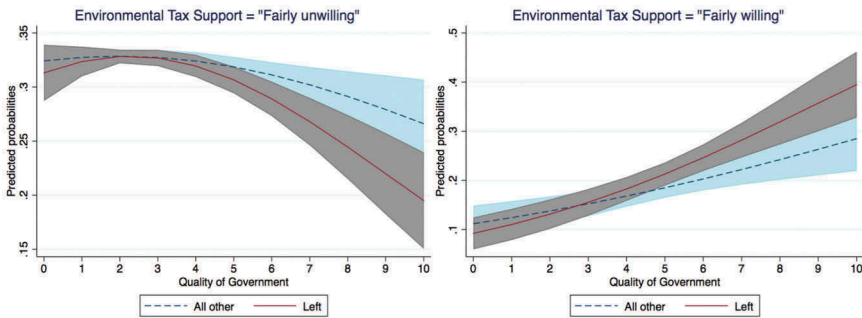 Environmental Tax Support = "Fairly unwilling"
Predicted probabilities
.35
.3
.25
.2
.15
0 1 2 3 4 5 6 7 8 9 10
Quality of Government
All other Left
Environmental Tax Support = "Fairly willing"
Predicted probabilities
.5
.4
.3
.2
.1
0 1 2 3 4 5 6 7 8 9 10
Quality of Government
All other Left